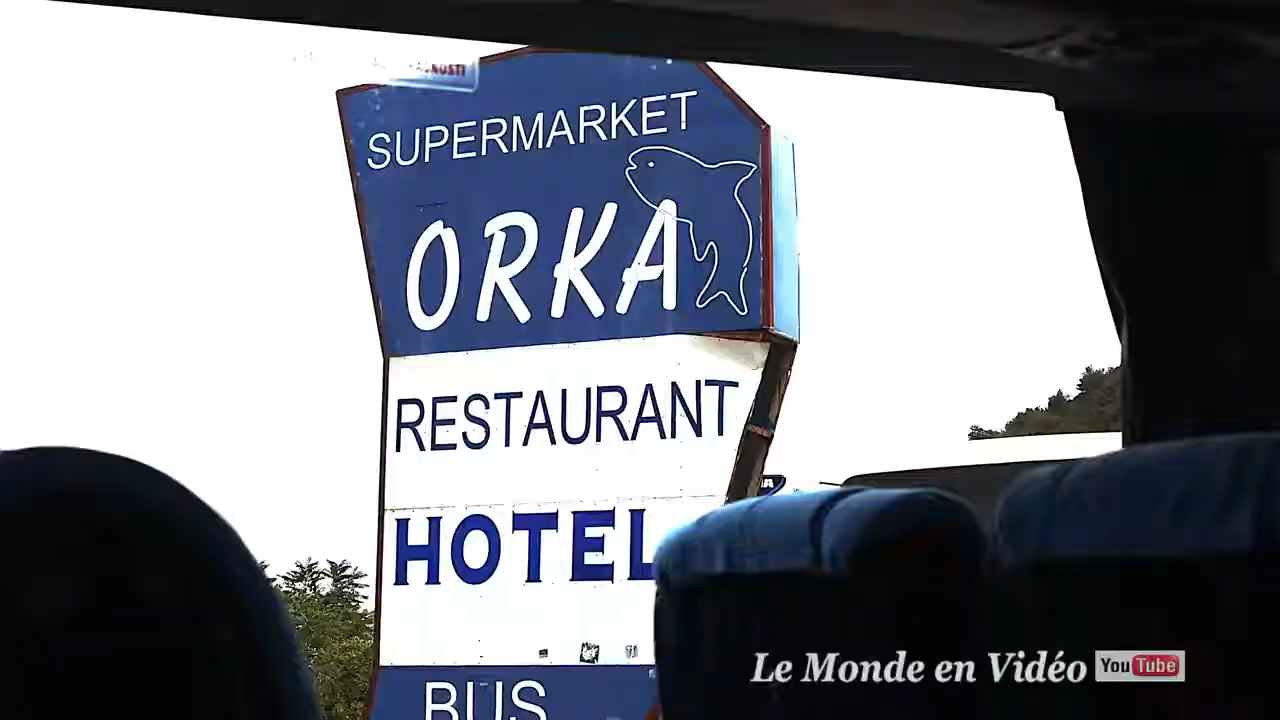 SUPERMARKET
ORKA
RESTAURANT
HOTEL
BUS
Le Monde en Vidéo YouTube